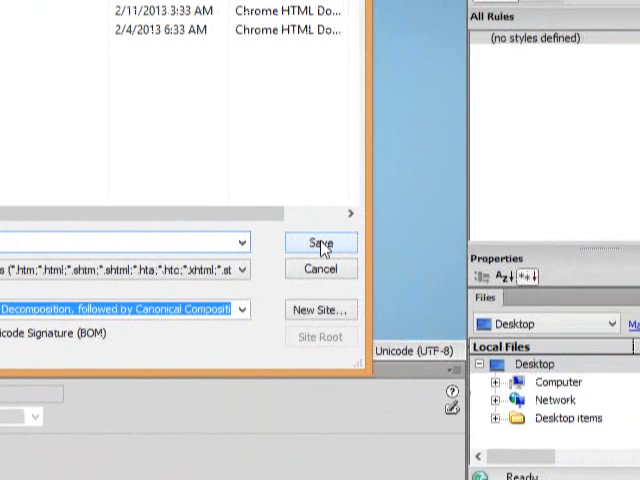 2/11/2013 3:33 AM Chrome HTML Do...
2/4/2013 6:33 AM Chrome HTML Do...
All Rules
(no styles defined)
Save
s (*.htm;*.html;*.shtm;*.shtml;*.hta;*.htc;*.xhtml;*.st
Cancel
Decomposition, followed by Canonical Compositi
New Site...
icode Signature (BOM)
Site Root
Unicode (UTF-8)
Properties
Files
Desktop
Ma
Local Files
Desktop
Computer
Network
Desktop items
Ready